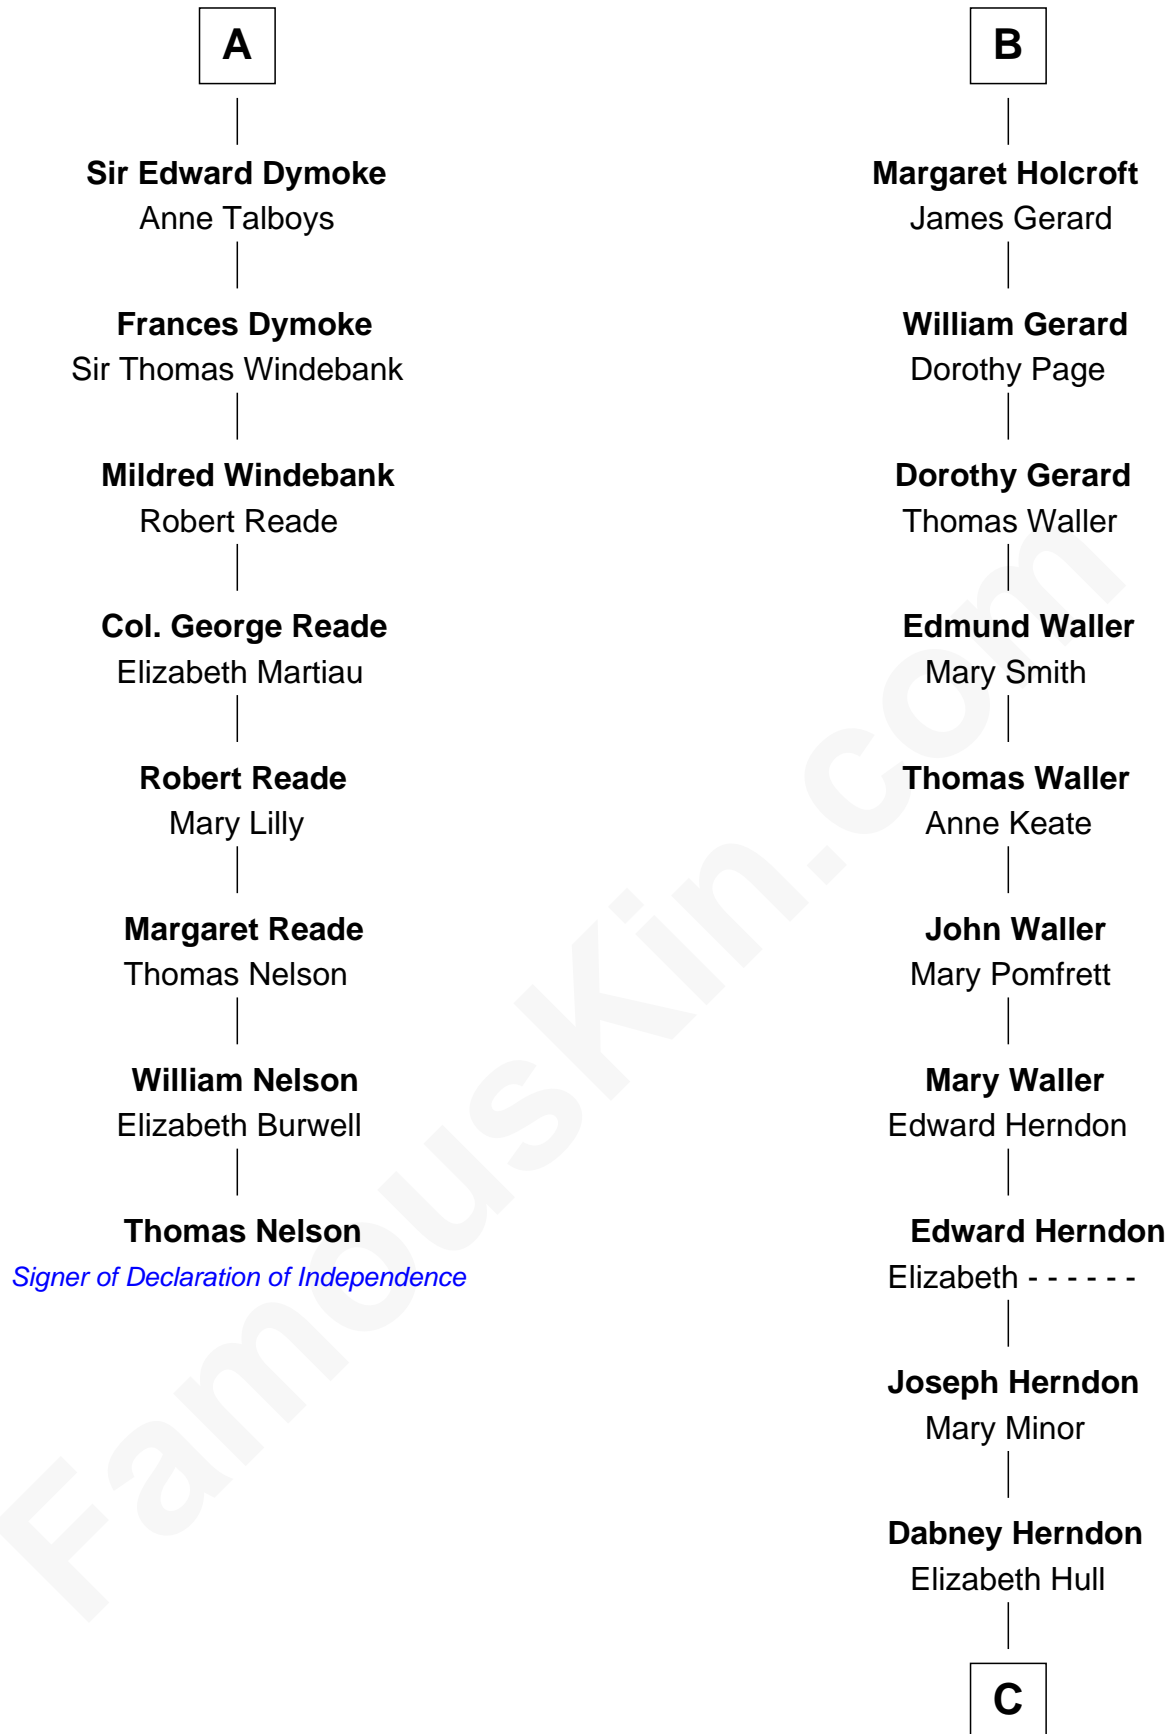 A
Sir Edward Dymoke
Anne Talboys
Frances Dymoke
Sir Thomas Windebank
Mildred Windebank
Robert Reade
Col. George Reade
Elizabeth Martiau
Robert Reade
Mary Lilly
Margaret Reade
Thomas Nelson
William Nelson
Elizabeth Burwell
Thomas Nelson
Signer of Declaration of Independence
B
Margaret Holcroft
James Gerard
William Gerard
Dorothy Page
Dorothy Gerard
Thomas Waller
Edmund Waller
Mary Smith
Thomas Waller
Anne Keate
John Waller
Mary Pomfrett
Mary Waller
Edward Herndon
Edward Herndon
Elizabeth - - - - - -
Joseph Herndon
Mary Minor
Dabney Herndon
Elizabeth Hull
C
FamousKin.com